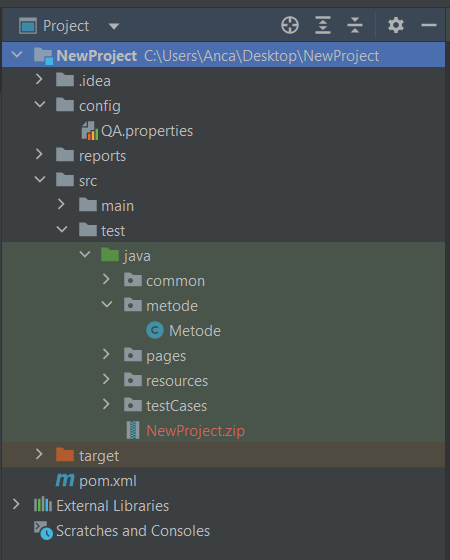 Project
NewProject C:\Users\Anca\Desktop\NewProject
.idea
config
QA.properties
reports
src
main
test
java
common
metode
Metode
pages
resources
testCases
NewProject.zip
target
pom.xml
External Libraries
Scratches and Consoles